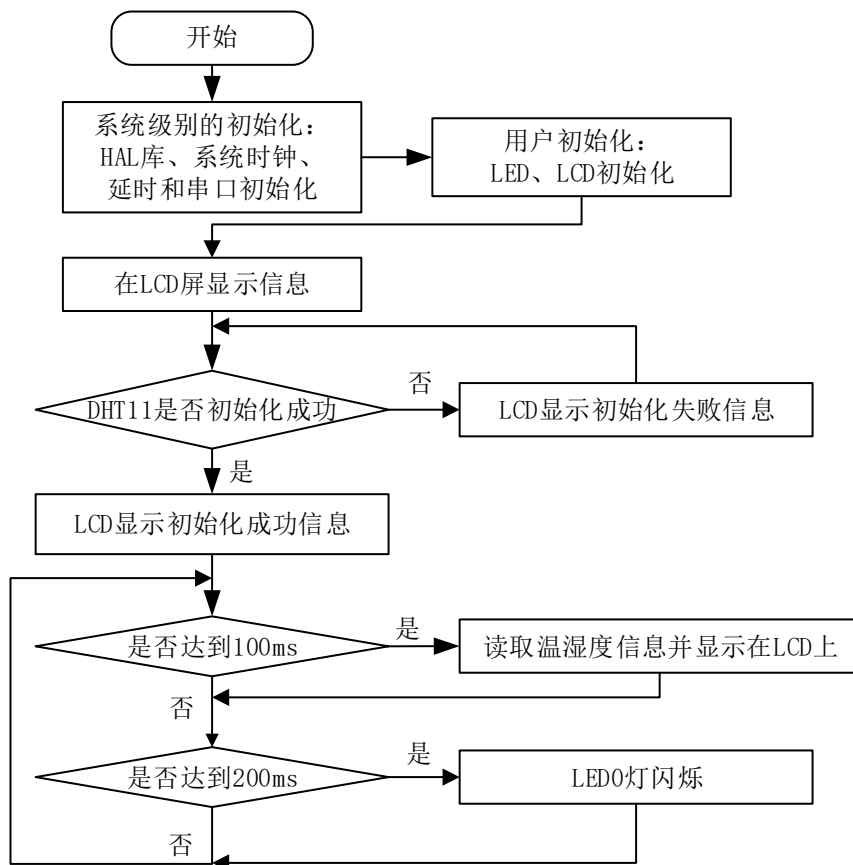 开始
系统级别的初始化：
HAL库、系统时钟、
延时和串口初始化
用户初始化：
LED、LCD初始化
在LCD屏显示信息
DHT11是否初始化成功
否
LCD显示初始化失败信息
是
LCD显示初始化成功信息
是否达到100ms
是
读取温湿度信息并显示在LCD上
否
是否达到200ms
是
LED0灯闪烁
否